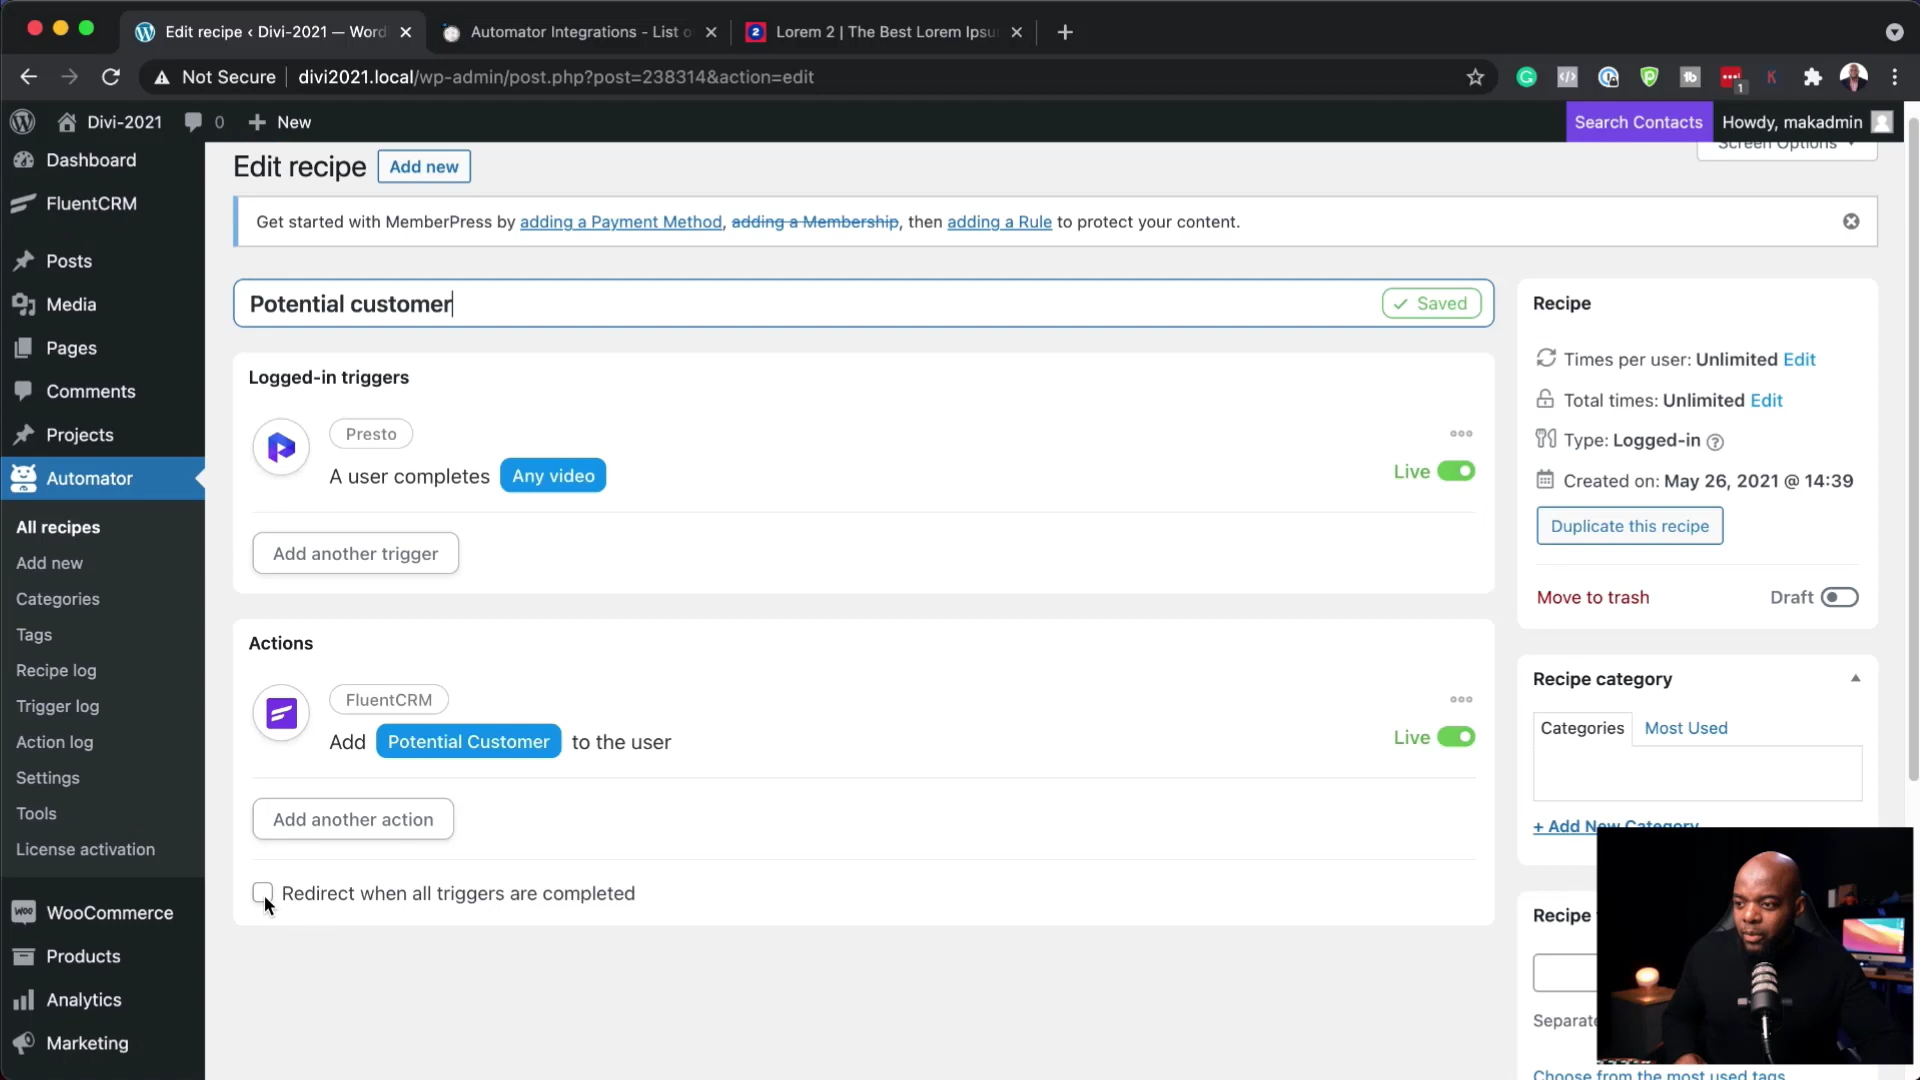 Edit recipe ‹ Divi-2021 — Word
Automator Integrations - List o
2 Lorem 2 | The Best Lorem Ipsu
Not Secure divi2021.local/wp-admin/post.php?post=238314&action=edit
1
Divi-2021 0 New
Search Contacts Howdy, makadmin
Dashboard
FluentCRM
Posts
Media
Pages
Comments
Projects
Automator
All recipes
Add new
Categories
Tags
Recipe log
Trigger log
Action log
Settings
Tools
License activation
WooCommerce
Products
Analytics
Marketing
Edit recipe Add new
Screen Options
Get started with MemberPress by adding a Payment Method, adding a Membership, then adding a Rule to protect your content.
Potential customer Saved
Logged-in triggers
Presto
A user completes Any video Live
Add another trigger
Actions
FluentCRM
Add Potential Customer to the user Live
Add another action
Redirect when all triggers are completed
Recipe
Times per user: Unlimited Edit
Total times: Unlimited Edit
Type: Logged-in
Created on: May 26, 2021 @ 14:39
Duplicate this recipe
Move to trash Draft
Recipe category
Categories Most Used
+ Add New Category
Recipe
Separate
Choose from the most used tags